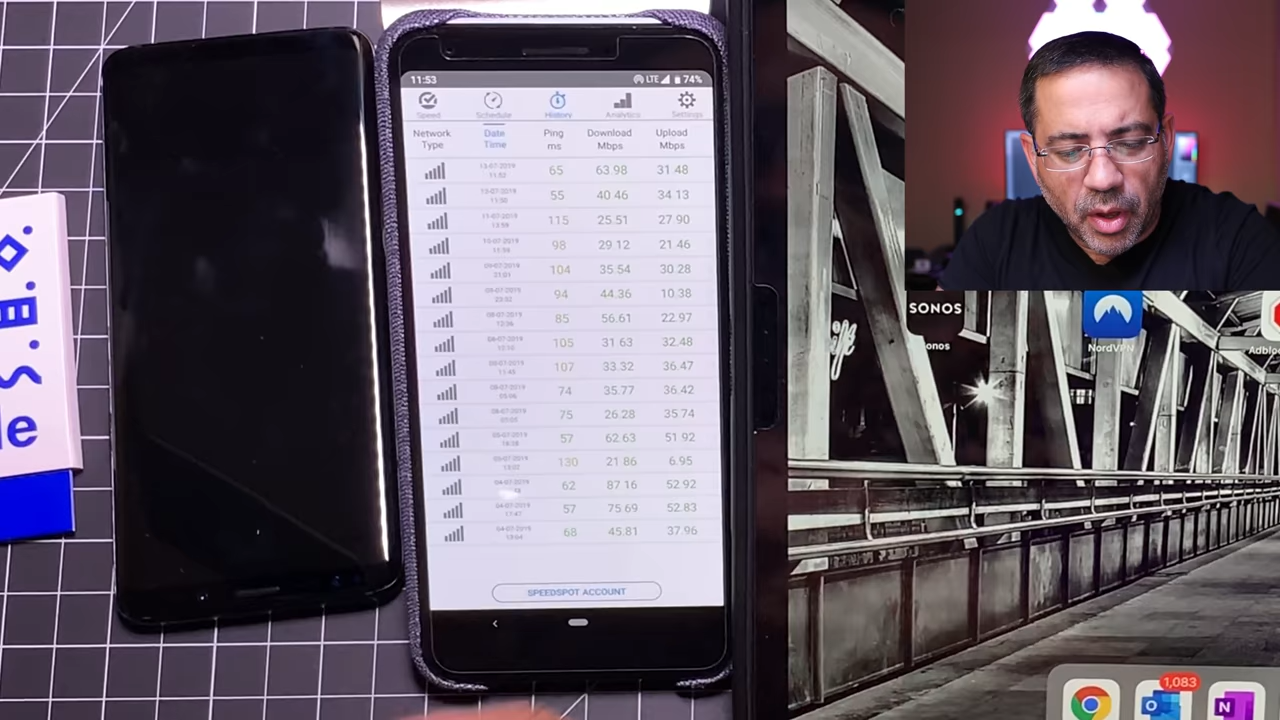 11:53 LTE 74%
Speed Schedule History Analytics Settings
Network Type Date Time Ping ms Download Mbps Upload Mbps
65 63.98 31.48
55 40.46 34.13
115 25.51 27.90
98 29.12 21.46
104 35.54 30.28
94 44.36 10.38
85 56.61 22.97
105 31.63 32.48
107 33.32 36.47
74 35.77 36.42
75 26.28 35.74
57 62.63 51.92
130 21.86 6.95
62 87.16 52.92
57 75.69 52.83
68 45.81 37.96
SPEEDSPOT ACCOUNT
le
SONOS
onos
NordVPN
Adblo
1,083
N